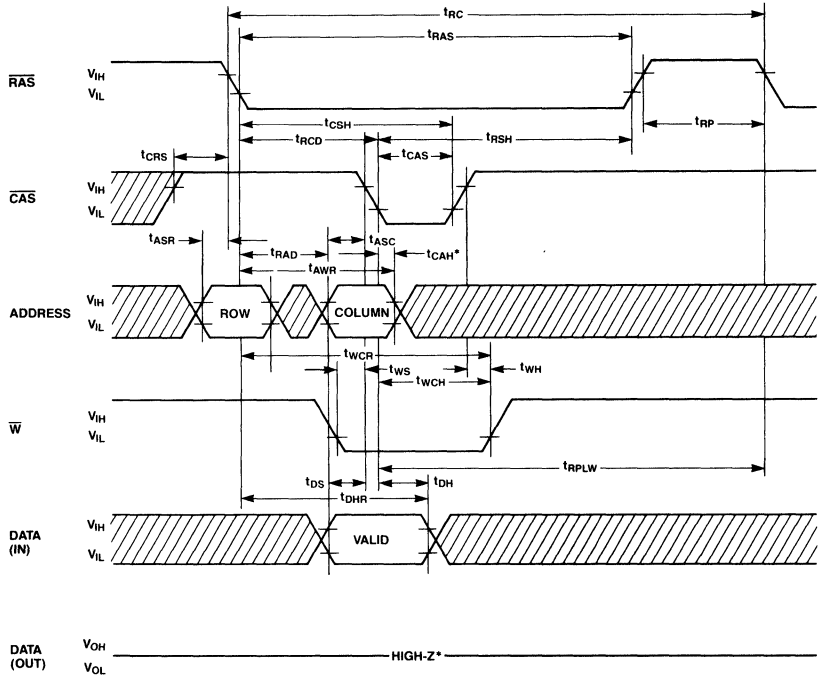 tRC
tRAS
RAS
VIH
VIL
tCSH
tRCD
tRSH
tRP
tCRS
tCAS
CAS
VIH
VIL
tASR
tRAD
tASC
tCAH*
tAWR
ADDRESS
VIH
VIL
ROW
COLUMN
tWCR
tWS
tWH
tWCH
W
VIH
VIL
tRPLW
tDS
tDH
tDHR
DATA
(IN)
VIH
VIL
VALID
DATA
(OUT)
VOH
VOL
HIGH-Z*